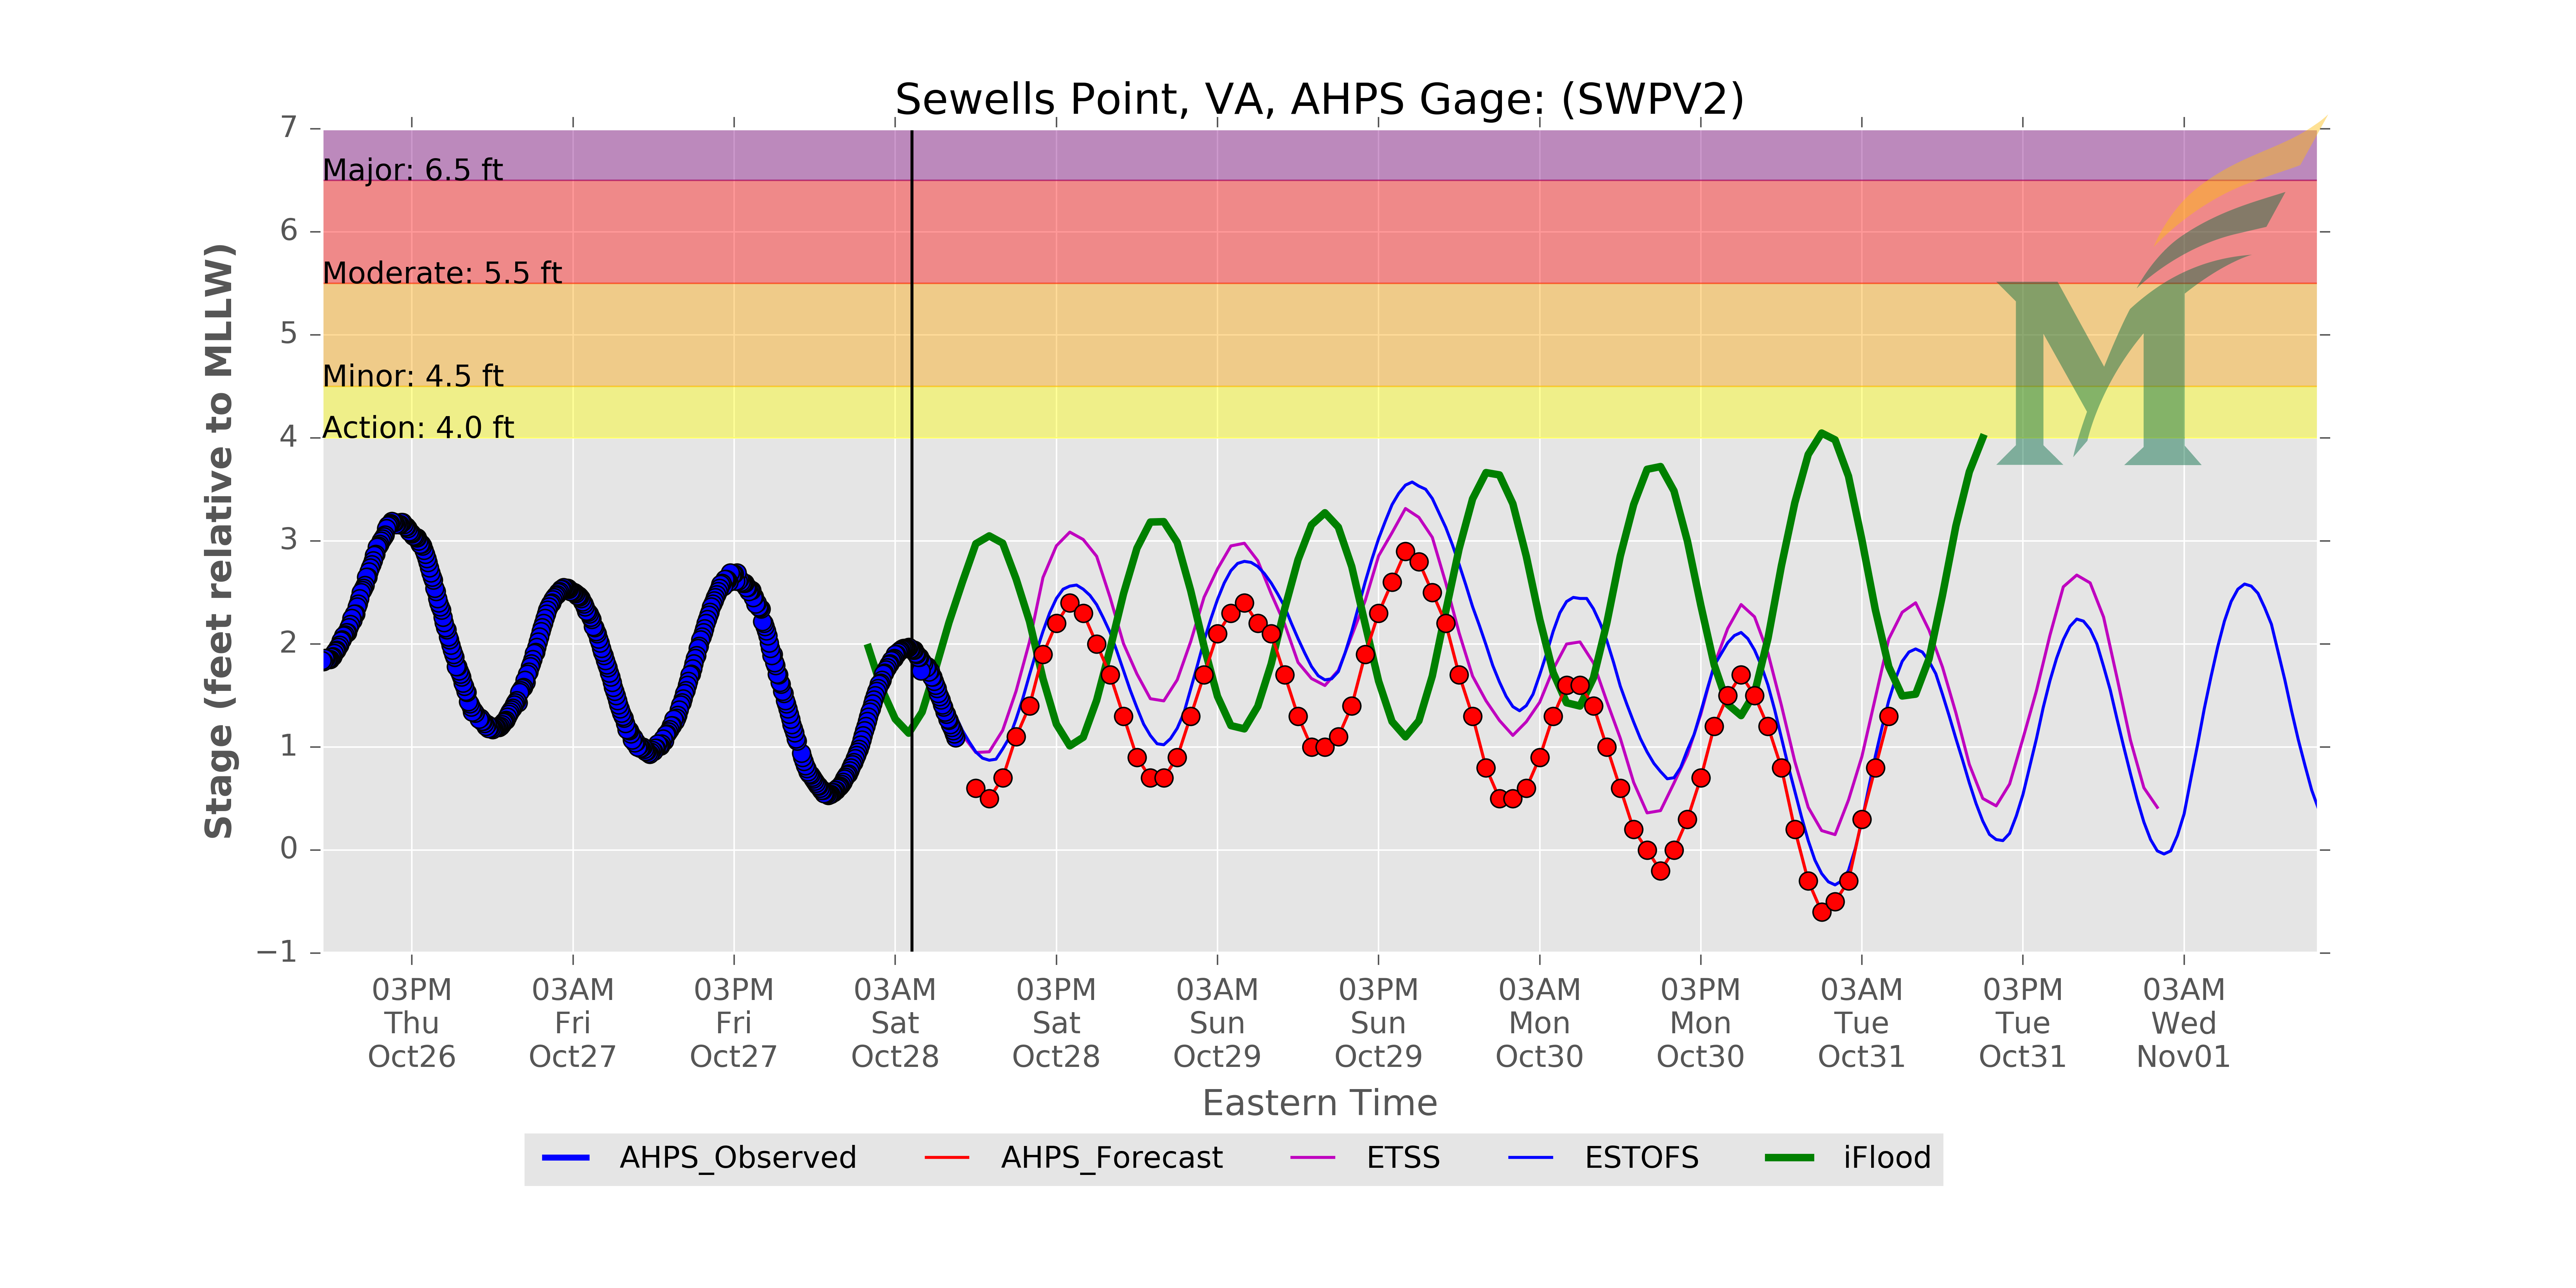 Sewells Point, VA, AHPS Gage: (SWPV2)
Stage (feet relative to MLLW)
7
6
5
4
3
2
1
0
−1
Major: 6.5 ft
Moderate: 5.5 ft
Minor: 4.5 ft
Action: 4.0 ft
M
03PM 03AM 03PM 03AM 03PM 03AM 03PM 03AM 03PM 03AM 03PM 03AM
Thu Fri Fri Sat Sat Sun Sun Mon Mon Tue Tue Wed
Oct26 Oct27 Oct27 Oct28 Oct28 Oct29 Oct29 Oct30 Oct30 Oct31 Oct31 Nov01
Eastern Time
AHPS_Observed AHPS_Forecast ETSS ESTOFS iFlood